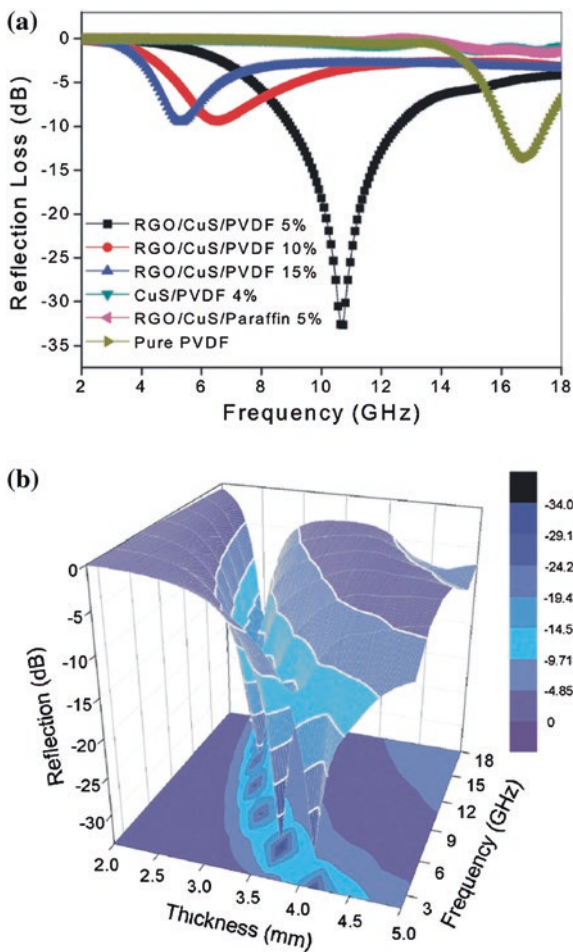 (a)
0
-5
-10
-15
-20
-25
-30
-35
Reflection Loss (dB)
RGO/CuS/PVDF 5%
RGO/CuS/PVDF 10%
RGO/CuS/PVDF 15%
CuS/PVDF 4%
RGO/CuS/Paraffin 5%
Pure PVDF
2 4 6 8 10 12 14 16 18
Frequency (GHz)
(b)
0
-5
-10
-15
-20
-25
-30
Reflection (dB)
2.0 2.5 3.0 3.5 4.0 4.5 5.0
Thickness (mm)
3 6 9 12 15 18
Frequency (GHz)
-34.0
-29.1
-24.2
-19.4
-14.5
-9.71
-4.85
0